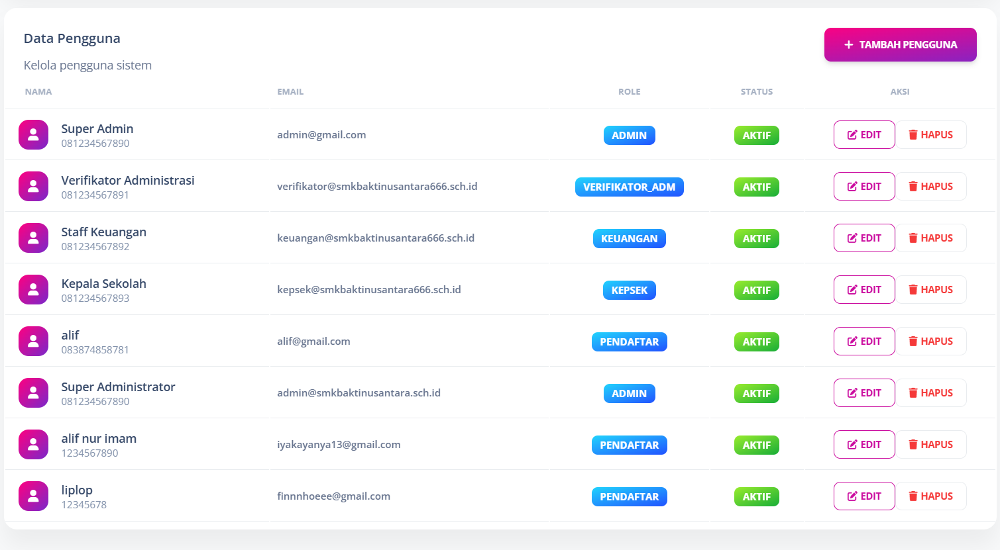 Data Pengguna
TAMBAH PENGGUNA
Kelola pengguna sistem
NAMA EMAIL ROLE STATUS AKSI
Super Admin
081234567890
admin@gmail.com ADMIN AKTIF EDIT HAPUS
Verifikator Administrasi
081234567891
verifikator@smkbaktinusantara666.sch.id VERIFIKATOR_ADM AKTIF EDIT HAPUS
Staff Keuangan
081234567892
keuangan@smkbaktinusantara666.sch.id KEUANGAN AKTIF EDIT HAPUS
Kepala Sekolah
081234567893
kepsek@smkbaktinusantara666.sch.id KEPSEK AKTIF EDIT HAPUS
alif
083874858781
alif@gmail.com PENDAFTAR AKTIF EDIT HAPUS
Super Administrator
081234567890
admin@smkbaktinusantara.sch.id ADMIN AKTIF EDIT HAPUS
alif nur imam
1234567890
iyakayanya13@gmail.com PENDAFTAR AKTIF EDIT HAPUS
liplop
12345678
finnnhoeee@gmail.com PENDAFTAR AKTIF EDIT HAPUS